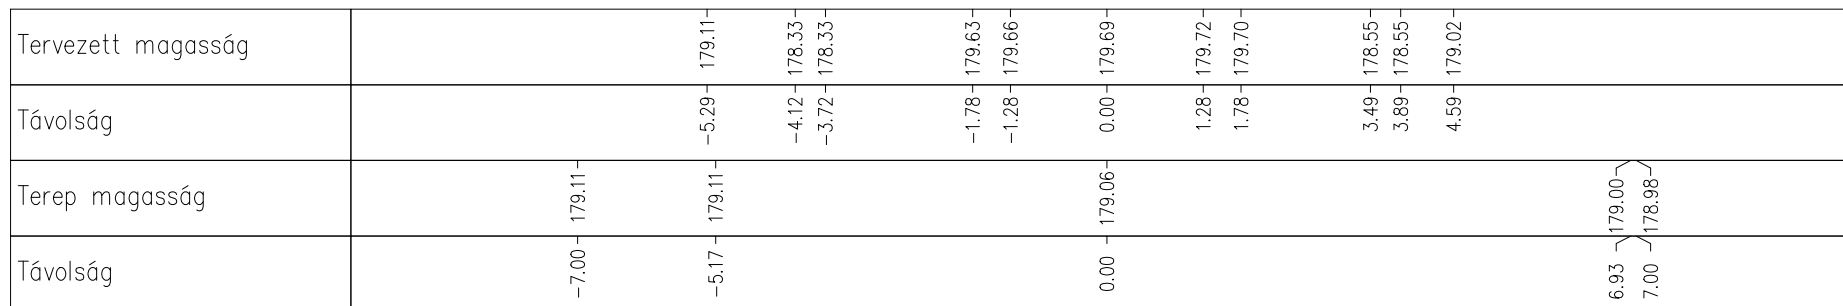 Tervezett magasság 179.11 178.33 178.33 179.63 179.66 179.69 179.72 179.70 178.55 178.55 179.02
Távolság -5.29 -4.12 -3.72 -1.78 -1.28 0.00 1.28 1.78 3.49 3.89 4.59
Terep magasság 179.11 179.11 179.06 179.00 178.98
Távolság -7.00 -5.17 0.00 6.93 7.00